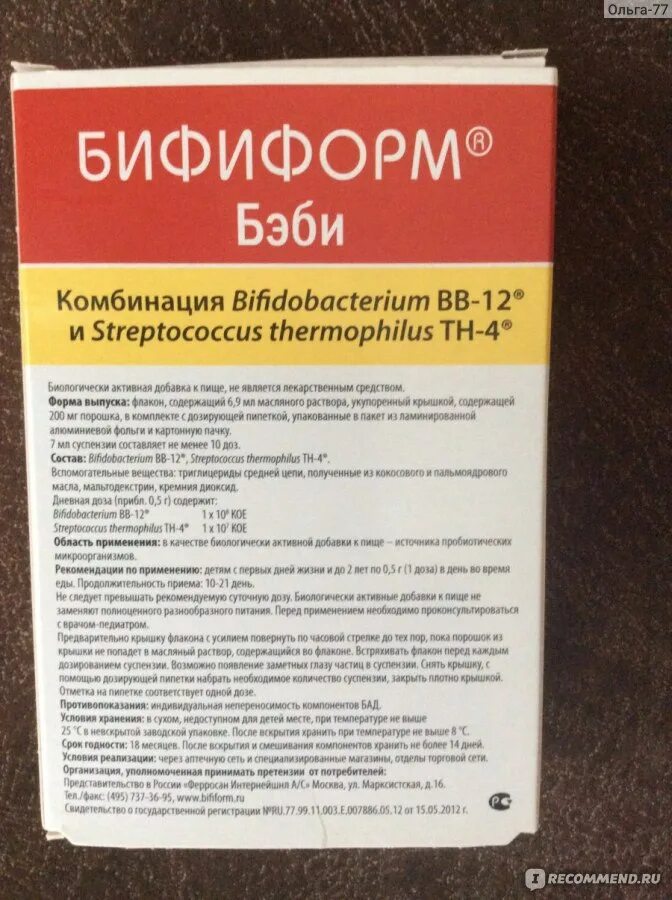 Ольга-77
БИФИФОРМ®
Бэби
Комбинация Bifidobacterium BB-12®
и Streptococcus thermophilus TH-4®
Биологически активная добавка к пище, не является лекарственным средством.
Форма выпуска: флакон, содержащий 6,9 мл масляного раствора, укупоренный крышкой, содержащей
200 мг порошка, в комплекте с дозирующей пипеткой, упакованные в пакет из ламинированной
алюминиевой фольги и картонную пачку.
7 мл суспензии составляет не менее 10 доз.
Состав: Bifidobacterium BB-12®, Streptococcus thermophilus TH-4®.
Вспомогательные вещества: триглицериды средней цепи, полученные из кокосового и пальмоядрового
масла, мальтодекстрин, кремния диоксид.
Дневная доза (прибл. 0,5 г) содержит:
Bifidobacterium BB-12® 1 x 10⁹ КОЕ
Streptococcus thermophilus TH-4® 1 x 10⁷ КОЕ
Область применения: в качестве биологически активной добавки к пище – источника пробиотических
микроорганизмов.
Рекомендации по применению: детям с первых дней жизни и до 2 лет по 0,5 г (1 доза) в день во время
еды. Продолжительность приема: 10-21 день.
Не следует превышать рекомендуемую суточную дозу. Биологически активные добавки к пище не
заменяют полноценного разнообразного питания. Перед применением необходимо проконсультироваться
с врачом-педиатром.
Предварительно крышку флакона с усилием повернуть по часовой стрелке до тех пор, пока порошок из
крышки не попадет в масляный раствор, содержащийся во флаконе. Встряхивать флакон перед каждым
дозированием суспензии. Возможно появление заметных глазу частиц в суспензии. Снять крышку, с
помощью дозирующей пипетки набрать необходимое количество суспензии, закрыть плотно крышкой.
Отметка на пипетке соответствует одной дозе.
Противопоказания: индивидуальная непереносимость компонентов БАД.
Условия хранения: в сухом, недоступном для детей месте, при температуре не выше
25 °C в невскрытой заводской упаковке. После вскрытия хранить при температуре не выше 8 °C.
Срок годности: 18 месяцев. После вскрытия и смешивания компонентов хранить не более 14 дней.
Условия реализации: через аптечную сеть и специализированные магазины, отделы торговой сети.
Организация, уполномоченная принимать претензии от потребителей:
Представительство в России «Ферросан Интернейшнл А/С» Москва, ул. Марксистская, д.16.
Тел./факс: (495) 737-36-95, www.bifiform.ru
Свидетельство о государственной регистрации №RU.77.99.11.003.E.007886.05.12 от 15.05.2012 г.
РС
I RECOMMEND.RU